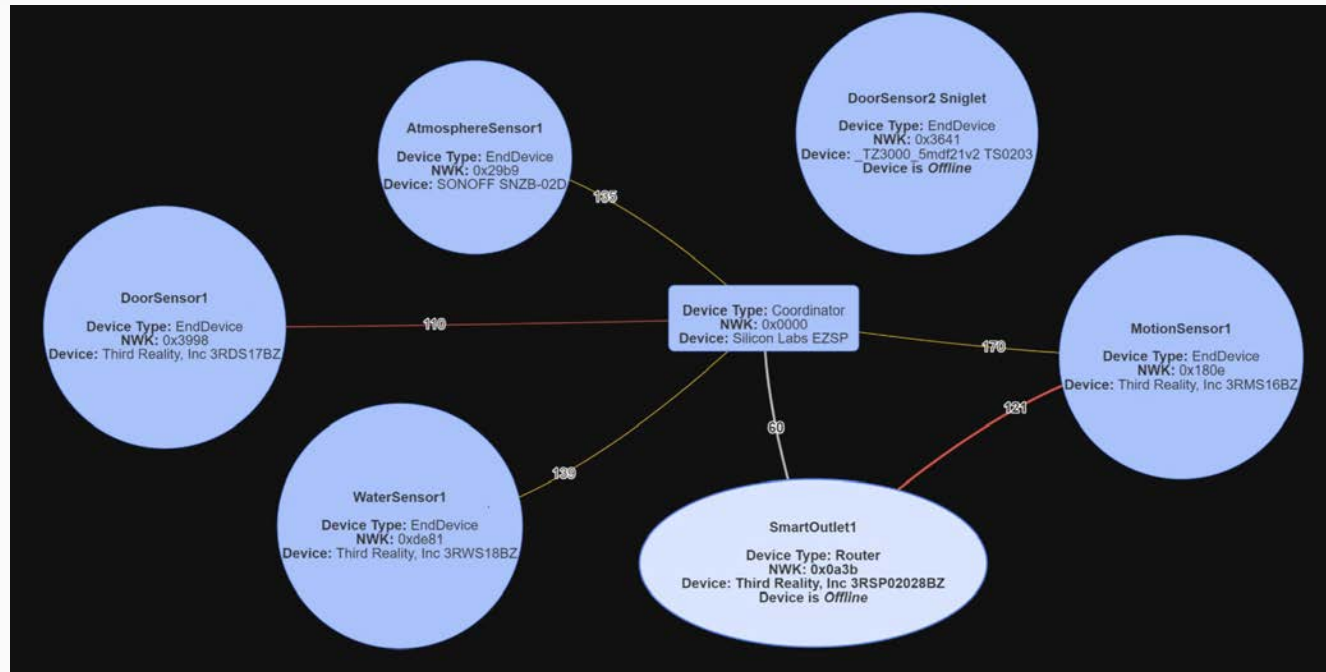 AtmosphereSensor1
Device Type: EndDevice
NWK: 0x29b9
Device: SONOFF SNZB-02D
DoorSensor2 Sniglet
Device Type: EndDevice
NWK: 0x3641
Device: _TZ3000_5mdf21v2 TS0203
Device is Offline
135
DoorSensor1
Device Type: EndDevice
NWK: 0x3998
Device: Third Reality, Inc 3RDS17BZ
110
Device Type: Coordinator
NWK: 0x0000
Device: Silicon Labs EZSP
170
MotionSensor1
Device Type: EndDevice
NWK: 0x180e
Device: Third Reality, Inc 3RMS16BZ
121
60
139
WaterSensor1
Device Type: EndDevice
NWK: 0xde81
Device: Third Reality, Inc 3RWS18BZ
SmartOutlet1
Device Type: Router
NWK: 0x0a3b
Device: Third Reality, Inc 3RSP02028BZ
Device is Offline